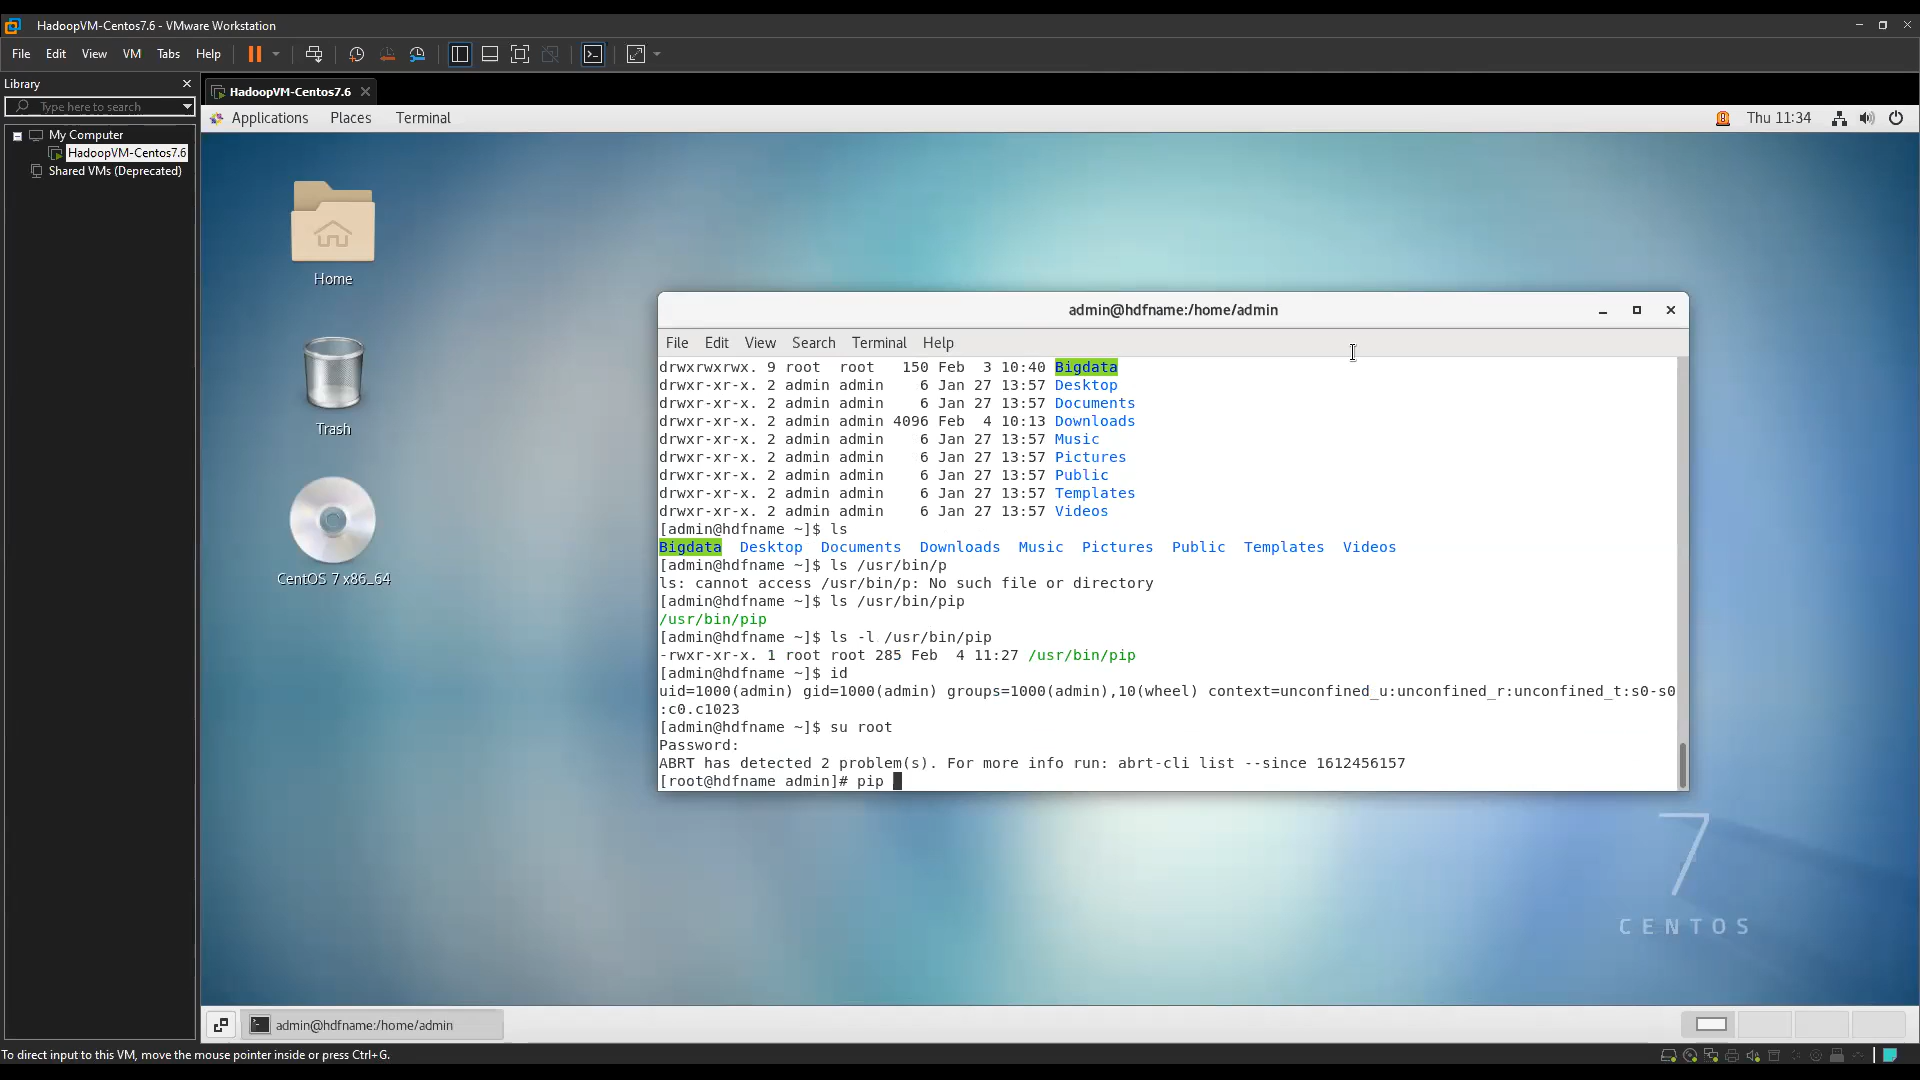 HadoopVM-Centos7.6 - VMware Workstation
File Edit View VM Tabs Help
Library
Type here to search
My Computer
HadoopVM-Centos7.6
Shared VMs (Deprecated)
HadoopVM-Centos7.6
Applications Places Terminal
Thu 11:34
Home
Trash
CentOS 7 x86_64
admin@hdfname:/home/admin
File Edit View Search Terminal Help
drwxrwxrwx. 9 root  root   150 Feb  3 10:40 Bigdata
drwxr-xr-x. 2 admin admin    6 Jan 27 13:57 Desktop
drwxr-xr-x. 2 admin admin    6 Jan 27 13:57 Documents
drwxr-xr-x. 2 admin admin 4096 Feb  4 10:13 Downloads
drwxr-xr-x. 2 admin admin    6 Jan 27 13:57 Music
drwxr-xr-x. 2 admin admin    6 Jan 27 13:57 Pictures
drwxr-xr-x. 2 admin admin    6 Jan 27 13:57 Public
drwxr-xr-x. 2 admin admin    6 Jan 27 13:57 Templates
drwxr-xr-x. 2 admin admin    6 Jan 27 13:57 Videos
[admin@hdfname ~]$ ls
Bigdata  Desktop  Documents  Downloads  Music  Pictures  Public  Templates  Videos
[admin@hdfname ~]$ ls /usr/bin/p
ls: cannot access /usr/bin/p: No such file or directory
[admin@hdfname ~]$ ls /usr/bin/pip
/usr/bin/pip
[admin@hdfname ~]$ ls -l /usr/bin/pip
-rwxr-xr-x. 1 root root 285 Feb  4 11:27 /usr/bin/pip
[admin@hdfname ~]$ id
uid=1000(admin) gid=1000(admin) groups=1000(admin),10(wheel) context=unconfined_u:unconfined_r:unconfined_t:s0-s0
:c0.c1023
[admin@hdfname ~]$ su root
Password:
ABRT has detected 2 problem(s). For more info run: abrt-cli list --since 1612456157
[root@hdfname admin]# pip
7
CENTOS
admin@hdfname:/home/admin
To direct input to this VM, move the mouse pointer inside or press Ctrl+G.